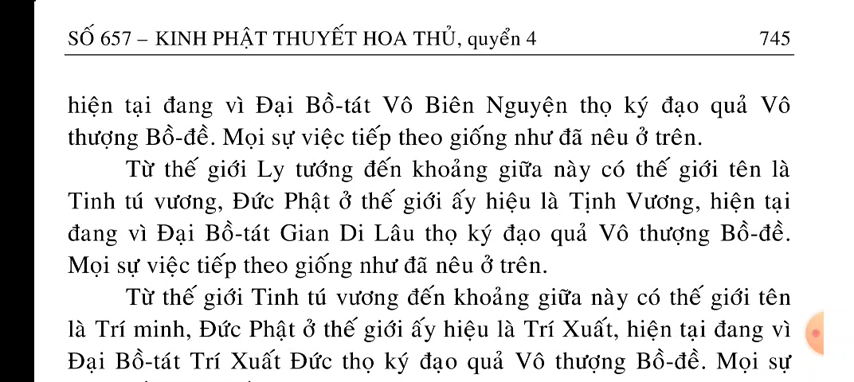 SỐ 657 – KINH PHẬT THUYẾT HOA THỦ, quyển 4 745
hiện tại đang vì Đại Bồ-tát Vô Biên Nguyện thọ ký đạo quả Vô
thượng Bồ-đề. Mọi sự việc tiếp theo giống như đã nêu ở trên.
Từ thế giới Ly tướng đến khoảng giữa này có thế giới tên là
Tinh tú vương, Đức Phật ở thế giới ấy hiệu là Tịnh Vương, hiện tại
đang vì Đại Bồ-tát Gian Di Lâu thọ ký đạo quả Vô thượng Bồ-đề.
Mọi sự việc tiếp theo giống như đã nêu ở trên.
Từ thế giới Tinh tú vương đến khoảng giữa này có thế giới tên
là Trí minh, Đức Phật ở thế giới ấy hiệu là Trí Xuất, hiện tại đang vì
Đại Bồ-tát Trí Xuất Đức thọ ký đạo quả Vô thượng Bồ-đề. Mọi sự